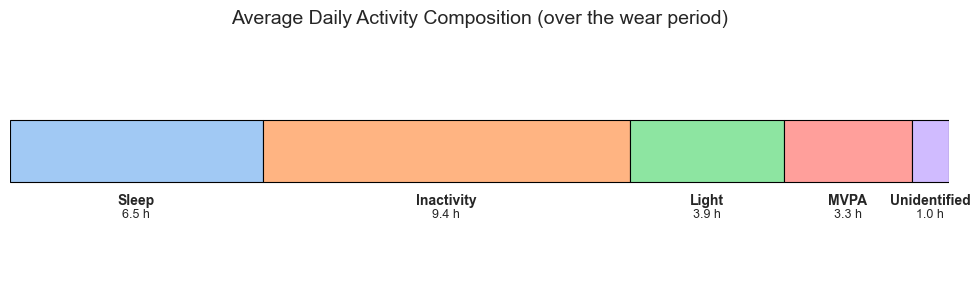 Average Daily Activity Composition (over the wear period)
Sleep
6.5 h
Inactivity
9.4 h
Light
3.9 h
MVPA
3.3 h
Unidentified
1.0 h